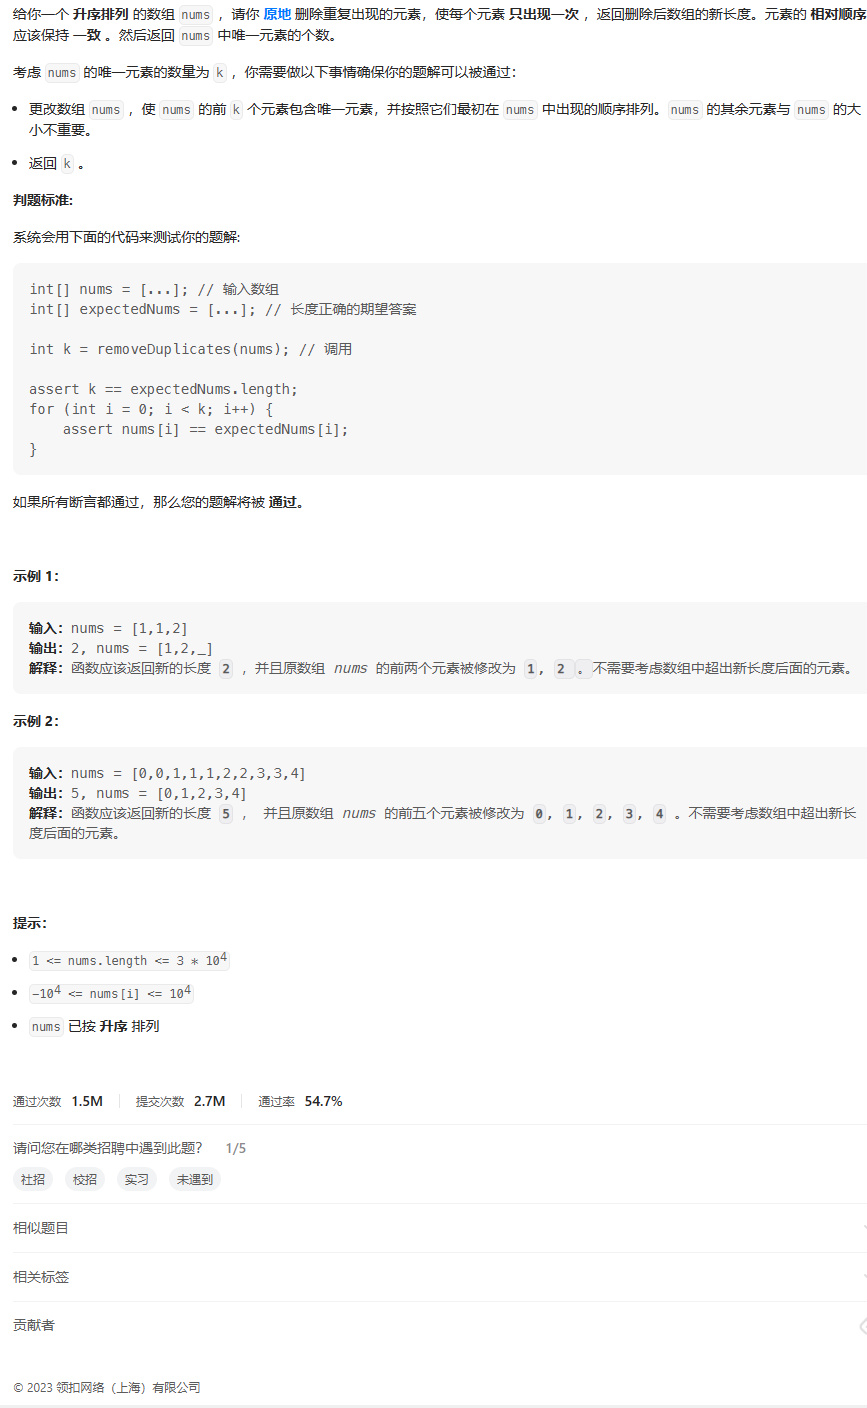 给你一个 升序排列 的数组 nums ，请你 原地 删除重复出现的元素，使每个元素 只出现一次 ，返回删除后数组的新长度。元素的 相对顺序
应该保持 一致 。然后返回 nums 中唯一元素的个数。
考虑 nums 的唯一元素的数量为 k ，你需要做以下事情确保你的题解可以被通过：
• 更改数组 nums ，使 nums 的前 k 个元素包含唯一元素，并按照它们最初在 nums 中出现的顺序排列。nums 的其余元素与 nums 的大
小不重要。
• 返回 k 。
判题标准:
系统会用下面的代码来测试你的题解:
int[] nums = [...]; // 输入数组
int[] expectedNums = [...]; // 长度正确的期望答案
int k = removeDuplicates(nums); // 调用
assert k == expectedNums.length;
for (int i = 0; i < k; i++) {
    assert nums[i] == expectedNums[i];
}
如果所有断言都通过，那么您的题解将被 通过。
示例 1：
输入：nums = [1,1,2]
输出：2, nums = [1,2,_]
解释：函数应该返回新的长度 2 ，并且原数组 nums 的前两个元素被修改为 1, 2 。不需要考虑数组中超出新长度后面的元素。
示例 2：
输入：nums = [0,0,1,1,1,2,2,3,3,4]
输出：5, nums = [0,1,2,3,4]
解释：函数应该返回新的长度 5 ， 并且原数组 nums 的前五个元素被修改为 0, 1, 2, 3, 4 。不需要考虑数组中超出新长
度后面的元素。
提示：
• 1 <= nums.length <= 3 * 10^4
• -10^4 <= nums[i] <= 10^4
• nums 已按 升序 排列
通过次数 1.5M 提交次数 2.7M 通过率 54.7%
请问您在哪类招聘中遇到此题？ 1/5
社招 校招 实习 未遇到
相似题目
相关标签
贡献者
© 2023 领扣网络（上海）有限公司